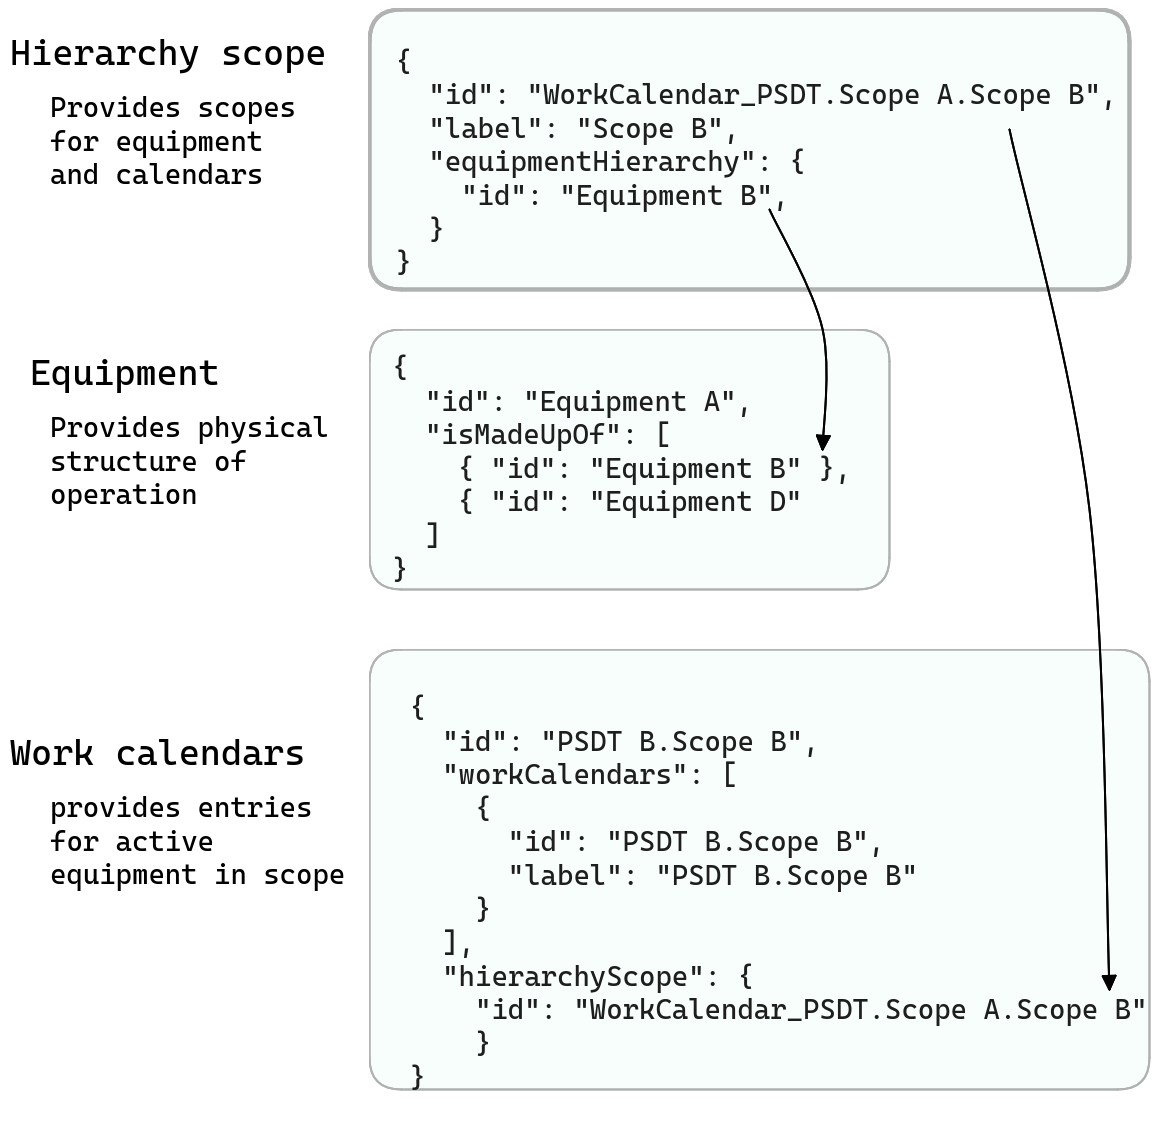 Hierarchy scope
Provides scopes
for equipment
and calendars
{
  "id": "WorkCalendar_PSDT.Scope A.Scope B",
  "label": "Scope B",
  "equipmentHierarchy": {
    "id": "Equipment B",
  }
}
Equipment
Provides physical
structure of
operation
{
  "id": "Equipment A",
  "isMadeUpOf": [
    { "id": "Equipment B" },
    { "id": "Equipment D"
  ]
}
Work calendars
provides entries
for active
equipment in scope
{
  "id": "PSDT B.Scope B",
  "workCalendars": [
    {
      "id": "PSDT B.Scope B",
      "label": "PSDT B.Scope B"
    }
  ],
  "hierarchyScope": {
    "id": "WorkCalendar_PSDT.Scope A.Scope B"
    }
}